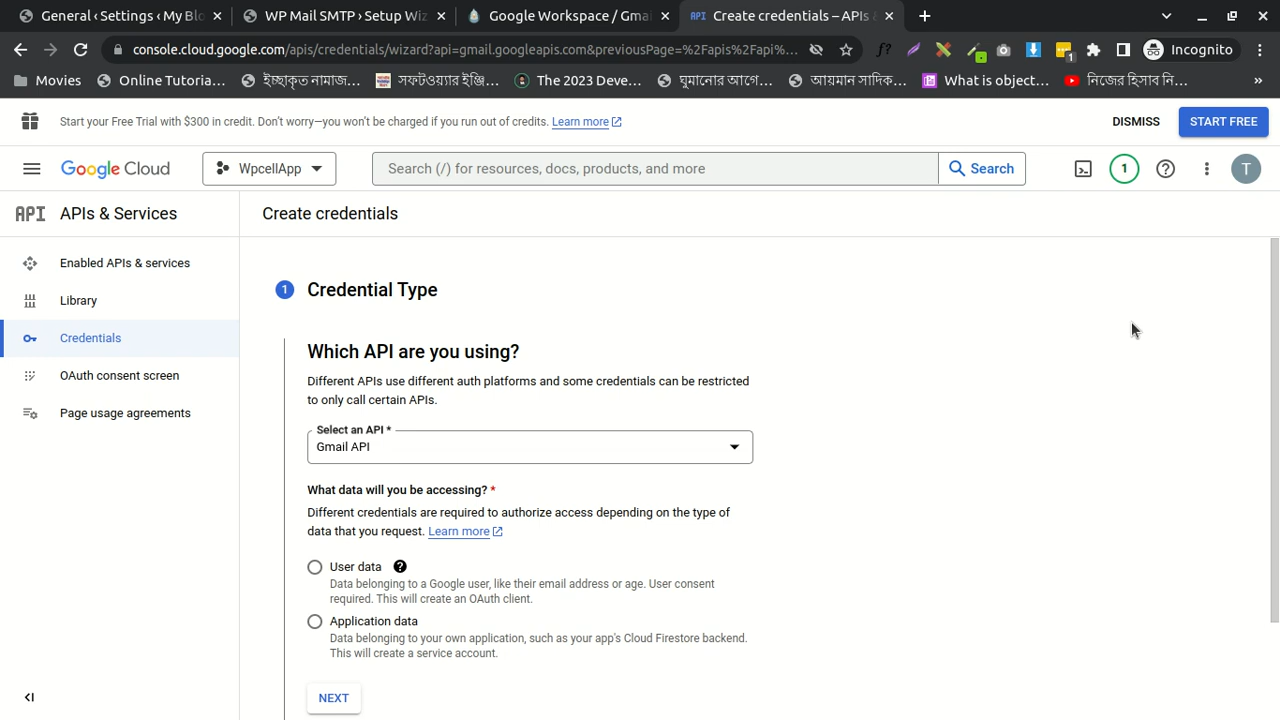 General ‹ Settings ‹ My Blo
WP Mail SMTP › Setup Wiz
Google Workspace / Gma
API Create credentials – APIs &
console.cloud.google.com/apis/credentials/wizard?api=gmail.googleapis.com&previousPage=%2Fapis%2Fapi%...
f?
1
Incognito
Movies
Online Tutoria...
ইচ্ছাকৃত নামাজ...
সফটওয়্যার ইঞ্জি...
The 2023 Deve...
ঘুমানোর আগে...
আয়মান সাদিক...
What is object...
নিজের হিসাব নি...
»
Start your Free Trial with $300 in credit. Don’t worry—you won’t be charged if you run out of credits. Learn more
DISMISS
START FREE
Google Cloud
WpcellApp
Search (/) for resources, docs, products, and more
Search
1
T
API APIs & Services
Create credentials
Enabled APIs & services
Library
Credentials
OAuth consent screen
Page usage agreements
1 Credential Type
Which API are you using?
Different APIs use different auth platforms and some credentials can be restricted
to only call certain APIs.
Select an API *
Gmail API
What data will you be accessing? *
Different credentials are required to authorize access depending on the type of
data that you request. Learn more
User data
Data belonging to a Google user, like their email address or age. User consent
required. This will create an OAuth client.
Application data
Data belonging to your own application, such as your app's Cloud Firestore backend.
This will create a service account.
NEXT